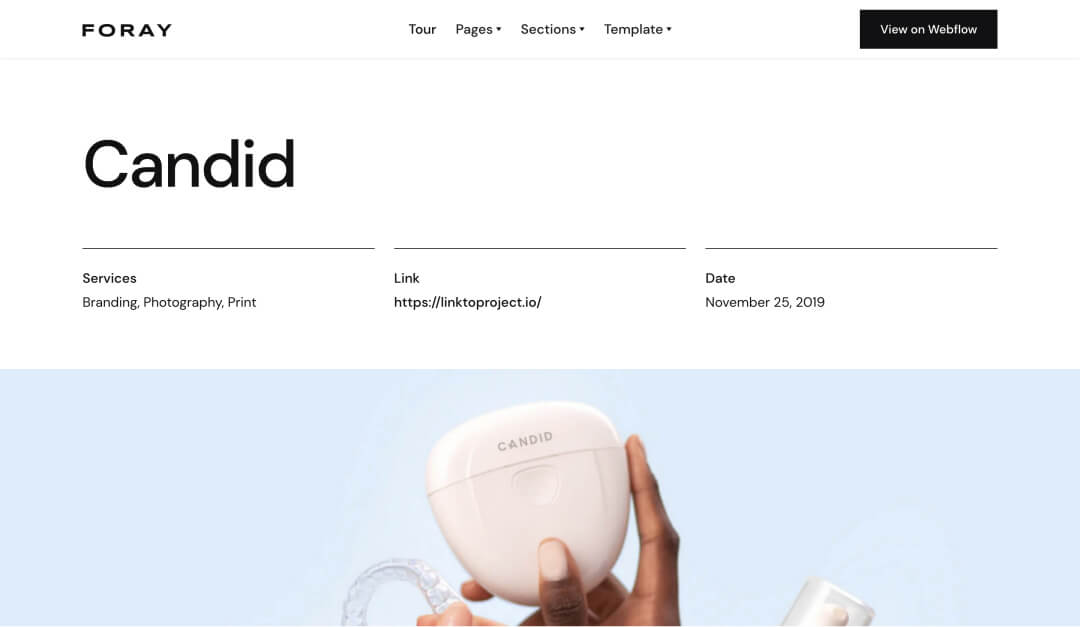 FORAY
Tour
Pages
Sections
Template
View on Webflow
Candid
Services
Branding, Photography, Print
Link
https://linktoproject.io/
Date
November 25, 2019
CANDID